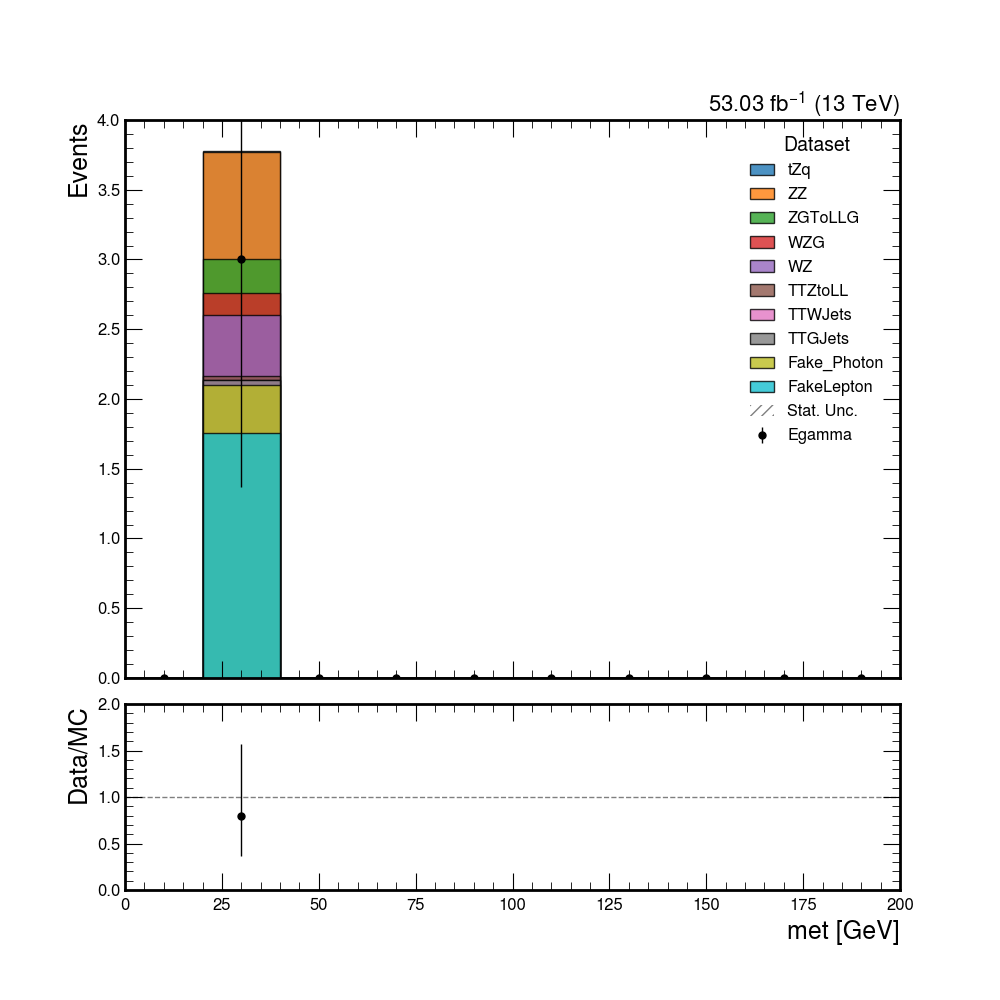 53.03 fb⁻¹ (13 TeV)
Events
4.0
3.5
3.0
2.5
2.0
1.5
1.0
0.5
0.0
Dataset
tZq
ZZ
ZGToLLG
WZG
WZ
TTZtoLL
TTWJets
TTGJets
Fake_Photon
FakeLepton
Stat. Unc.
Egamma
Data/MC
2.0
1.5
1.0
0.5
0.0
0 25 50 75 100 125 150 175 200
met [GeV]